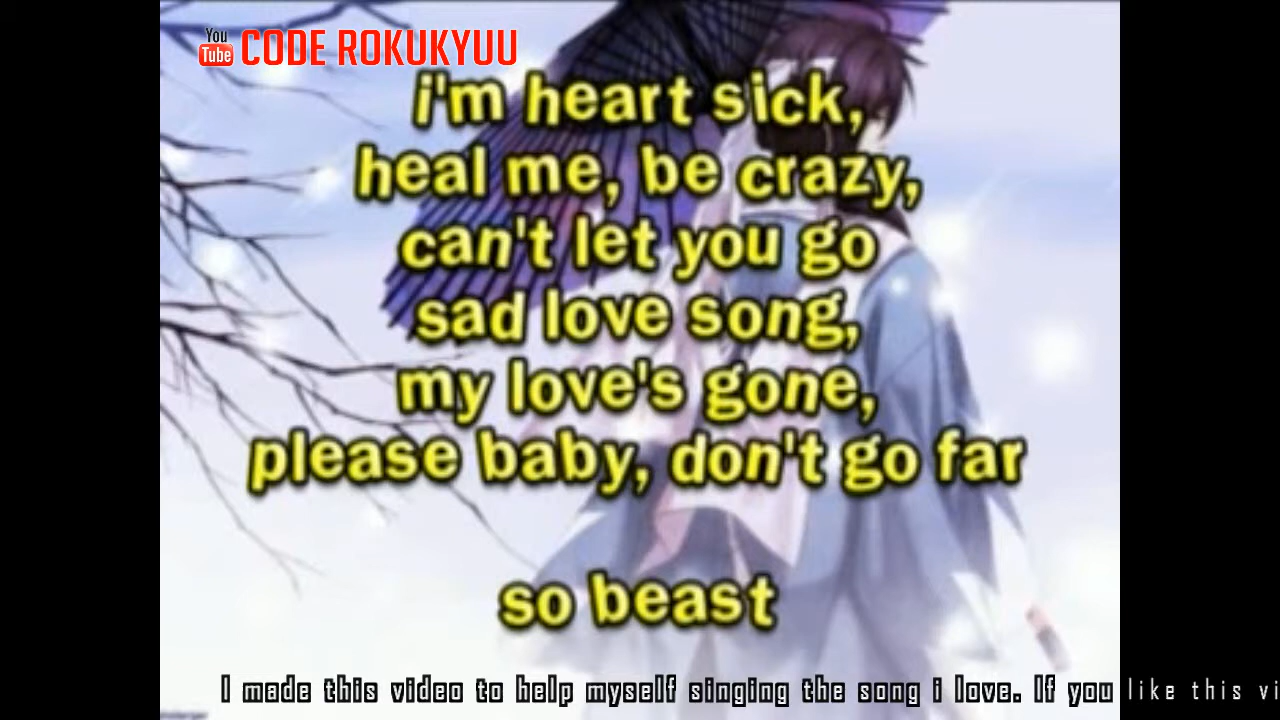 You Tube CODE ROKUKYUU
i'm heart sick,
heal me, be crazy,
can't let you go
sad love song,
my love's gone,
please baby, don't go far
so beast
I made this video to help myself singing the song i love. If you like this vi